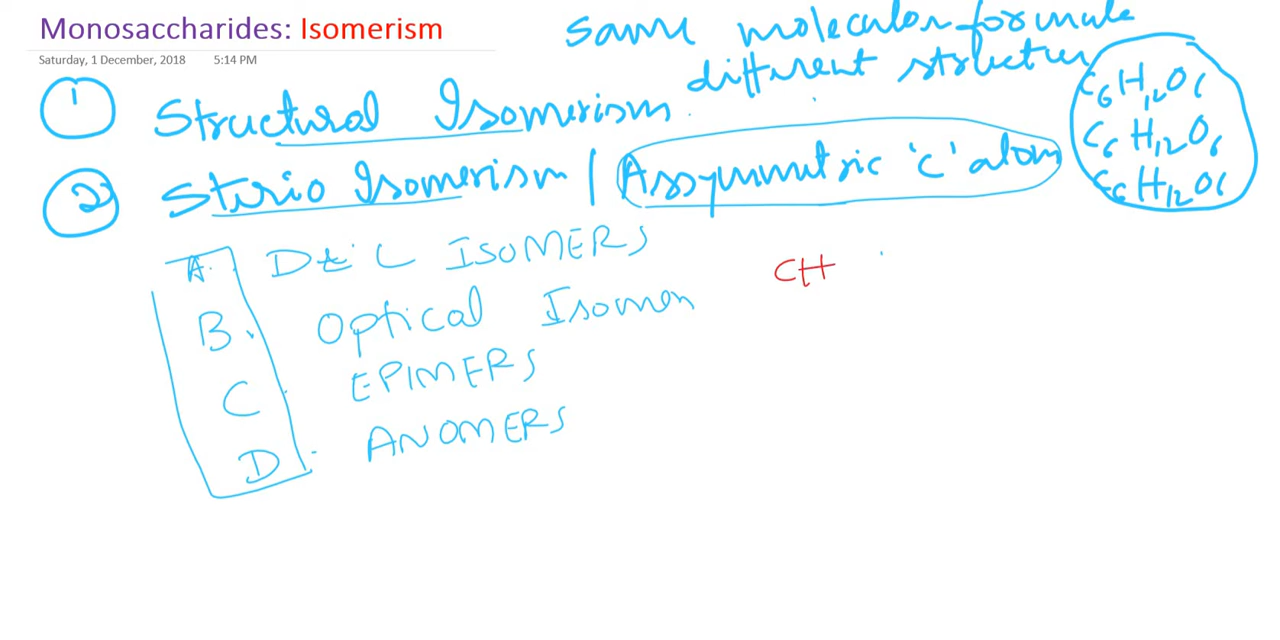 Monosaccharides: Isomerism
Saturday, 1 December, 2018 5:14 PM
same molecular formula
different structure
1 Structural Isomerism.
C6H12O6
C6H12O6
C6H12O6
2 Sterio Isomerism / Assymmetric 'C' atom
A. D & L ISOMERS
CH
B. Optical Isomer
C. EPIMERS
D. ANOMERS